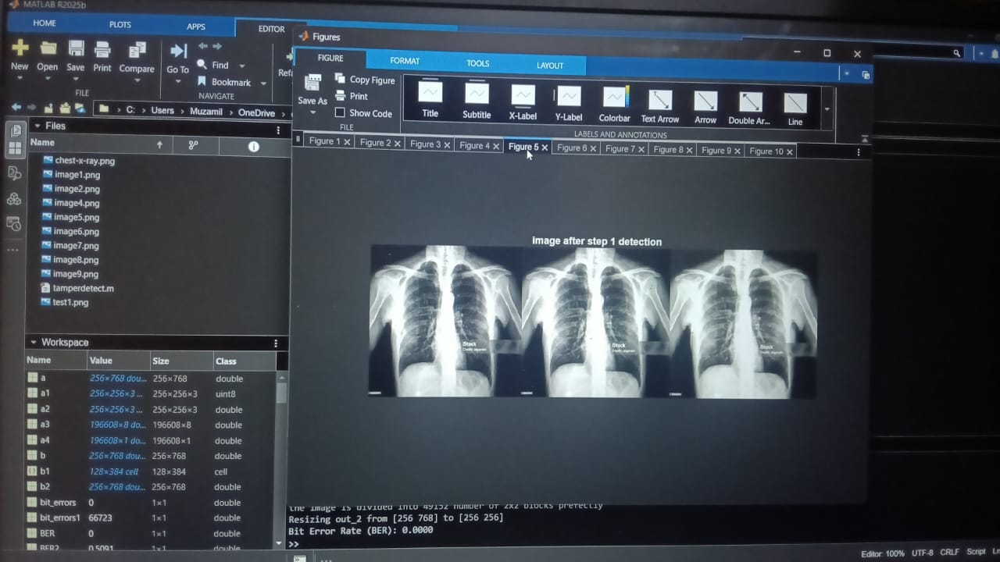 MATLAB R2025b
HOME PLOTS APPS EDITOR
New Open Save Print Compare Go To Find
Bookmark
FILE NAVIGATE
C: Users Muzamil OneDrive
Files
Name
chest-x-ray.png
image1.png
image2.png
image4.png
image5.png
image6.png
image7.png
image8.png
image9.png
tamperdetect.m
test1.png
Workspace
Name Value Size Class
a 256×768 dou... 256×768 double
a1 256×256×3 ... 256×256×3 uint8
a2 256×256×3 ... 256×256×3 double
a3 196608×8 do... 196608×8 double
a4 196608×1 do... 196608×1 double
b 256×768 dou... 256×768 double
b1 128×384 cell 128×384 cell
b2 256×768 dou... 256×768 double
bit_errors 0 1×1 double
bit_errors1 66723 1×1 double
BER 0 1×1 double
BER2 0.5091 1×1 double
Figures
FIGURE FORMAT TOOLS LAYOUT
Save As Copy Figure
Print
Show Code
FILE
Title Subtitle X-Label Y-Label Colorbar Text Arrow Arrow Double Ar... Line
LABELS AND ANNOTATIONS
Figure 1 Figure 2 Figure 3 Figure 4 Figure 5 Figure 6 Figure 7 Figure 8 Figure 9 Figure 10
image after step 1 detection
iStock iStock iStock
the image is divided into 49152 number of 2x2 blocks prefectly
Resizing out_2 from [256 768] to [256 256]
Bit Error Rate (BER): 0.0000
>>
Editor: 100% UTF-8 CRLF Script